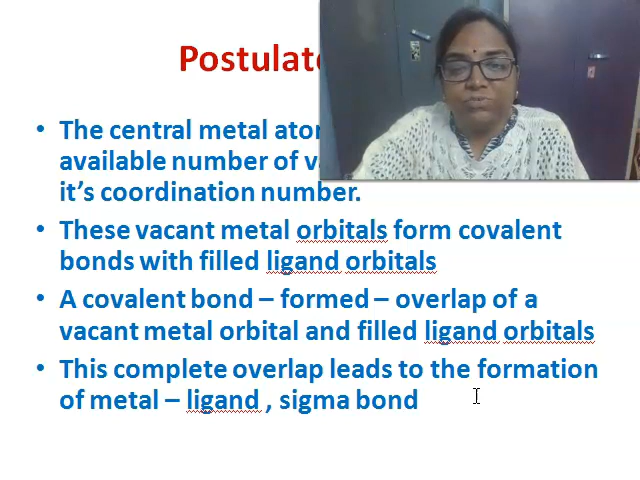 Postulate
• The central metal ato
available number of v
it's coordination number.
• These vacant metal orbitals form covalent
bonds with filled ligand orbitals
• A covalent bond – formed – overlap of a
vacant metal orbital and filled ligand orbitals
• This complete overlap leads to the formation
of metal – ligand , sigma bond